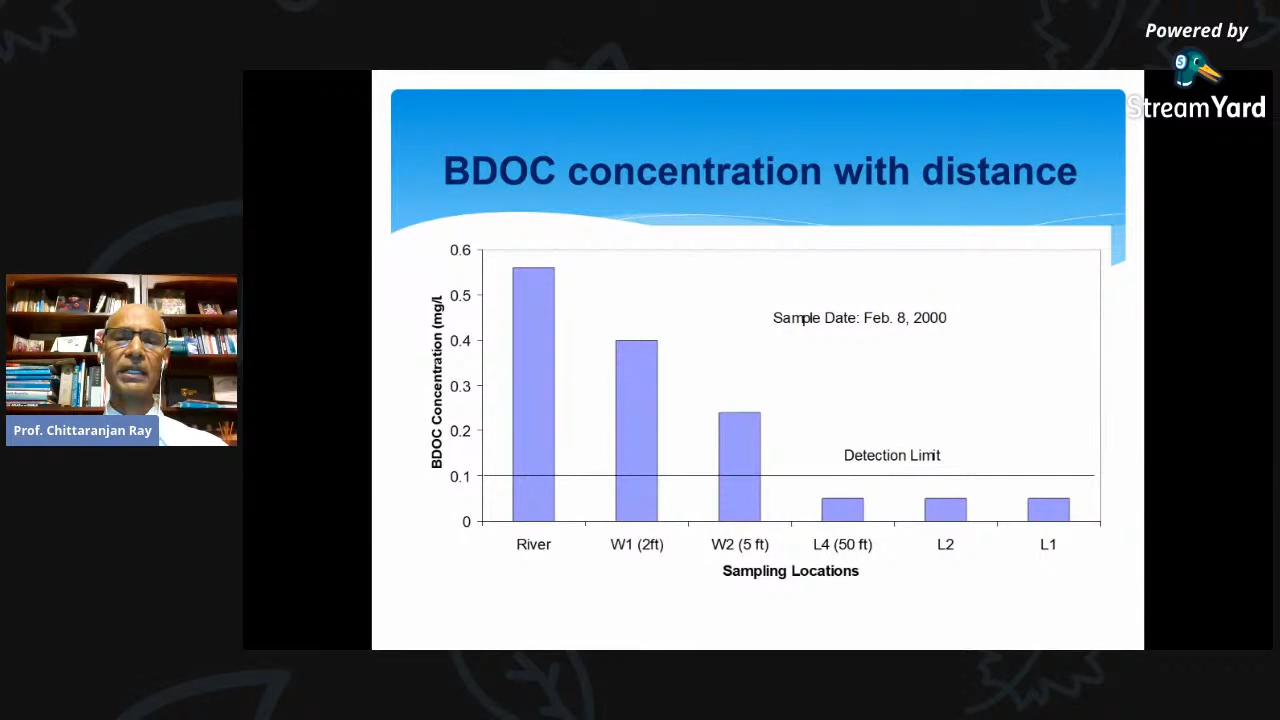 Powered by
StreamYard
BDOC concentration with distance
0.6
0.5
0.4
0.3
0.2
0.1
0
BDOC Concentration (mg/l
Sample Date: Feb. 8, 2000
Detection Limit
River
W1 (2ft)
W2 (5 ft)
L4 (50 ft)
L2
L1
Sampling Locations
Prof. Chittaranjan Ray